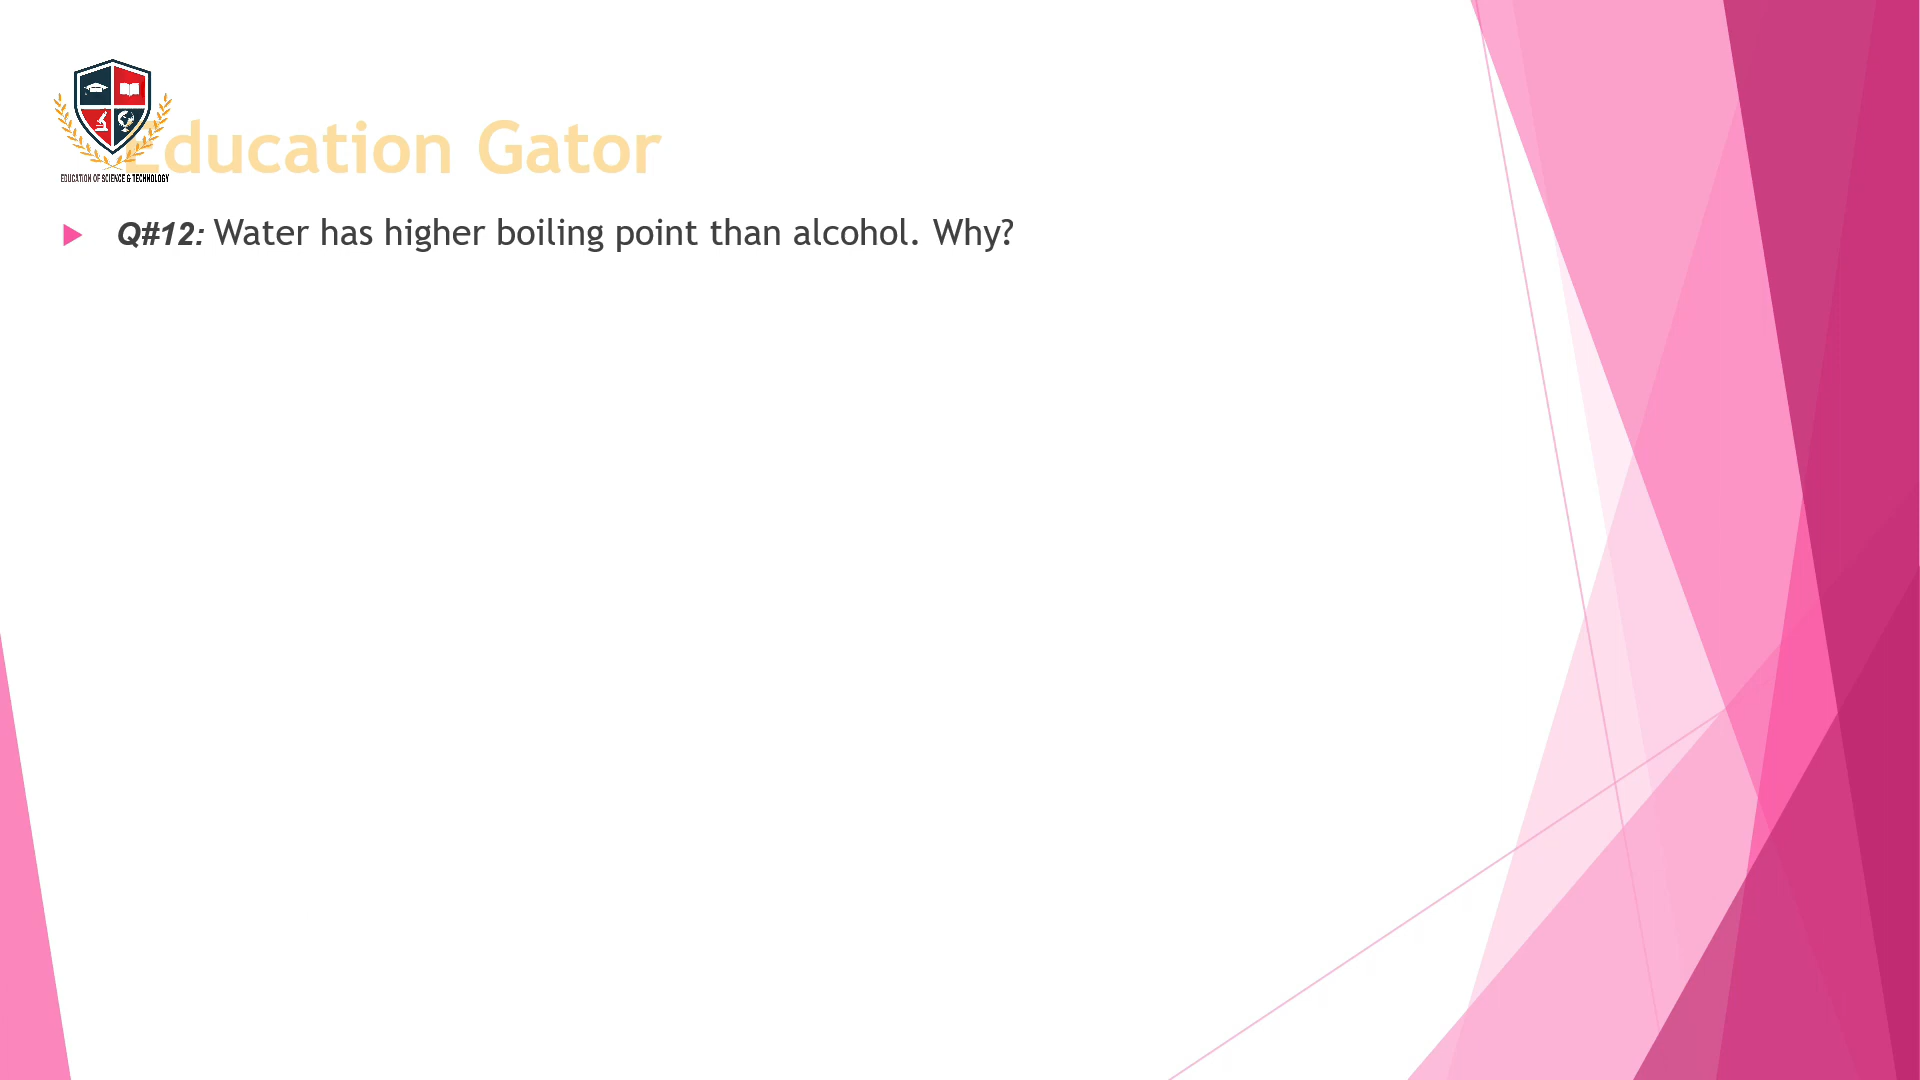 Education Gator
EDUCATION OF SCIENCE & TECHNOLOGY
Q#12: Water has higher boiling point than alcohol. Why?